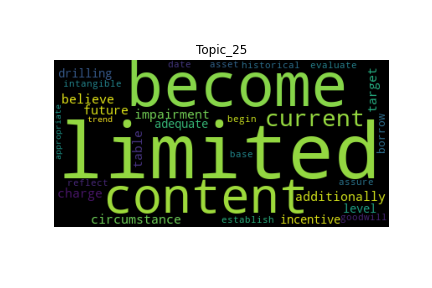 Topic_25
date asset historical evaluate
drilling become target
intangible
believe impairment current
future
trend adequate begin
appropriate limited table borrow
base
reflect content assure
charge additionally
level
circumstance establish incentive goodwill